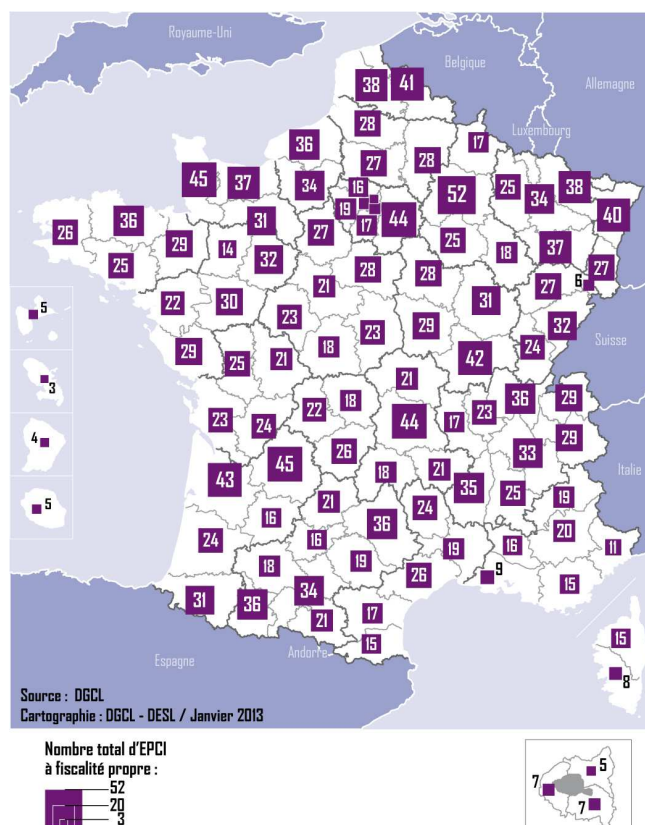 Royaume-Uni
Belgique
Allemagne
Luxembourg
38 41
28
17
36
27 28
45 37 34 16 52 25 34 38
40
19 44
26 36 31 17 37
29 14 27 25 18
25 32 28 28 27 27
6
21
22 30 31
5
23 23 29 32
29 25 21 18 42 24
Suisse
21
3
22 18 36 29
23 24 44 17 23
4
26 29
45 33
43 18 21 Italie
35 25
5
21 24 19
16 36
24 16 20
19 16 11
18 19
26 9
31 36 34 15
21 17
15
15
8
Espagne
Andorre
Source : DGCL
Cartographie : DGCL - DESL / Janvier 2013
Nombre total d'EPCI
à fiscalité propre :
52
20
3
5
7
7